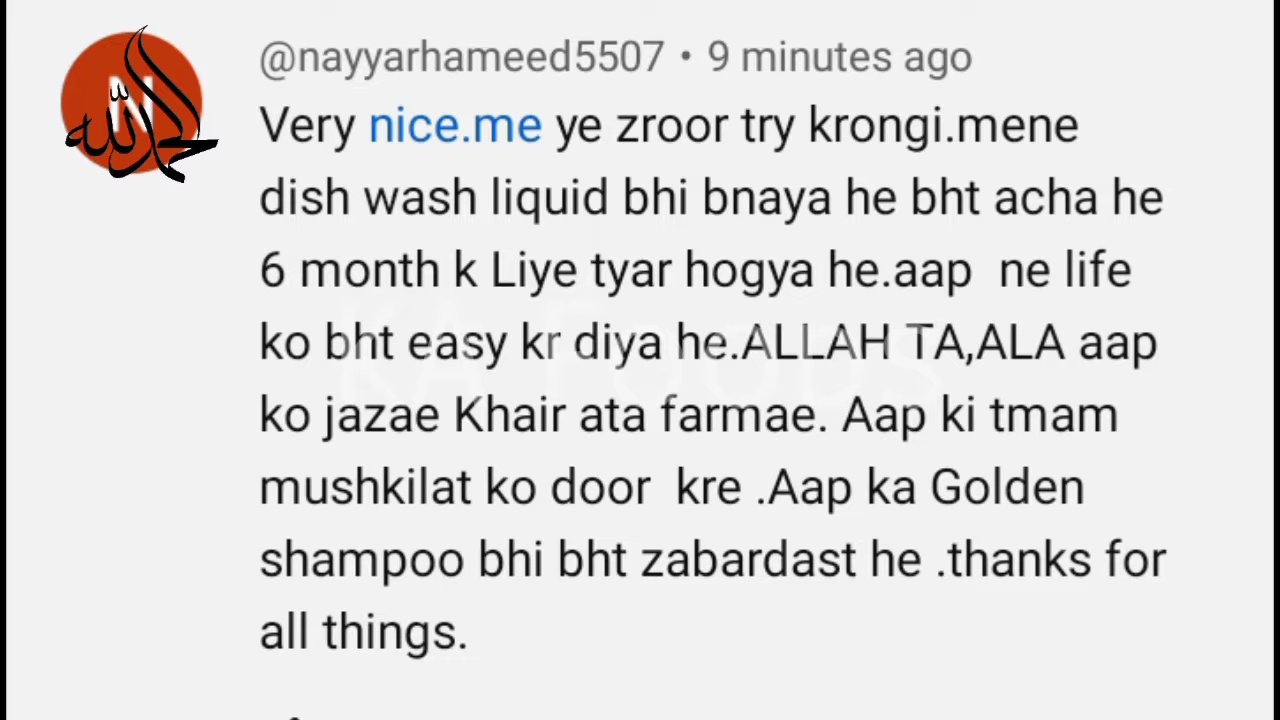 @nayyarhameed5507 • 9 minutes ago
Very nice.me ye zroor try krongi.mene
dish wash liquid bhi bnaya he bht acha he
6 month k Liye tyar hogya he.aap  ne life
ko bht easy kr diya he.ALLAH TA,ALA aap
ko jazae Khair ata farmae. Aap ki tmam
mushkilat ko door  kre .Aap ka Golden
shampoo bhi bht zabardast he .thanks for
all things.
N
الحمدلله
KA Foods